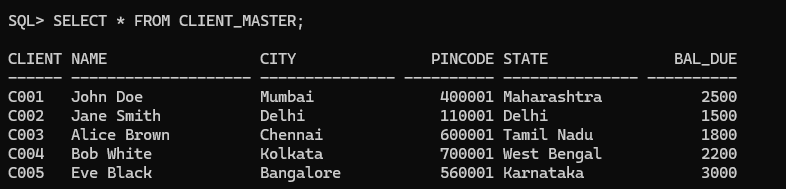 SQL> SELECT * FROM CLIENT_MASTER;
CLIENT NAME                 CITY              PINCODE STATE              BAL_DUE
------ -------------------- --------------- ---------- --------------- ----------
C001   John Doe             Mumbai              400001 Maharashtra           2500
C002   Jane Smith           Delhi               110001 Delhi                 1500
C003   Alice Brown          Chennai             600001 Tamil Nadu            1800
C004   Bob White            Kolkata             700001 West Bengal           2200
C005   Eve Black            Bangalore           560001 Karnataka             3000